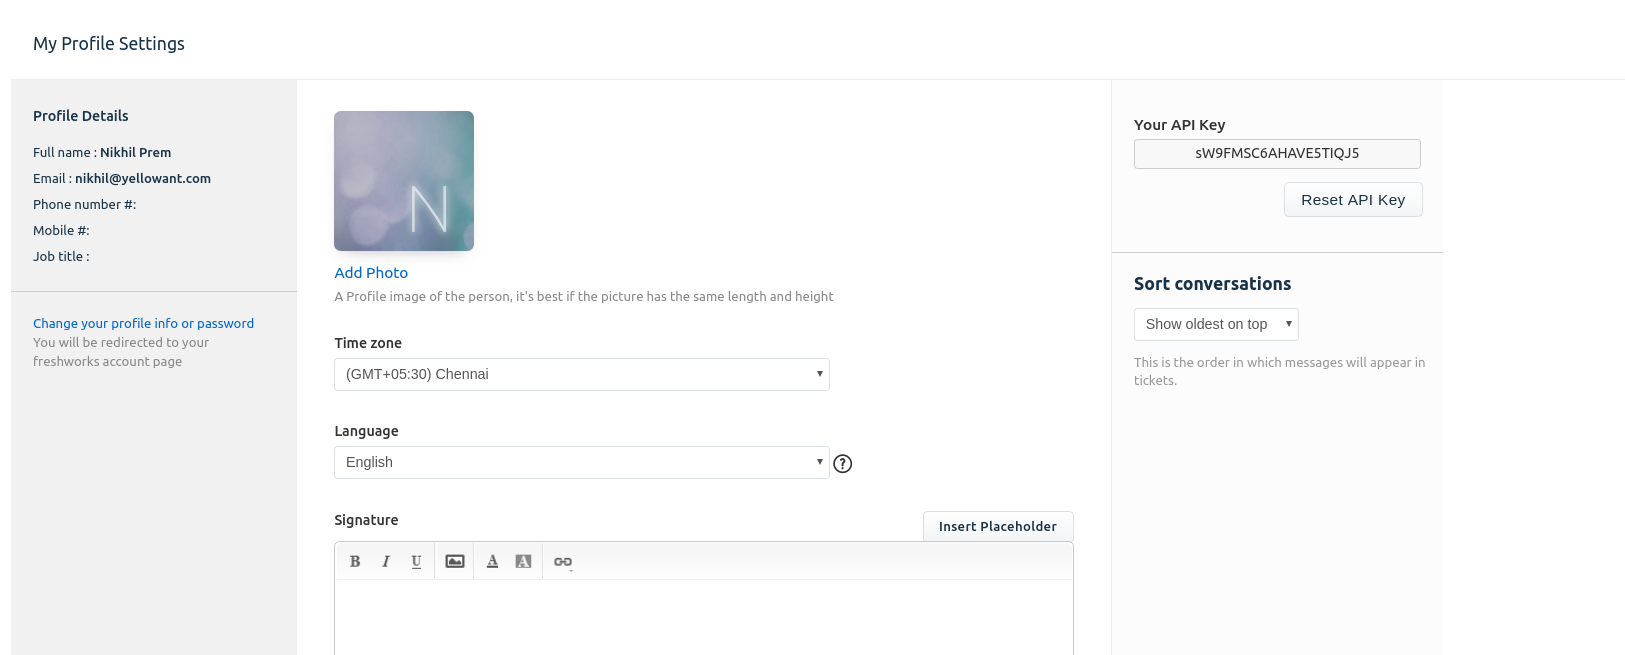 My Profile Settings
Profile Details
Full name : Nikhil Prem
Email : nikhil@yellowant.com
Phone number #:
Mobile #:
Job title :
Change your profile info or password
You will be redirected to your
freshworks account page
N
Add Photo
A Profile image of the person, it's best if the picture has the same length and height
Time zone
(GMT+05:30) Chennai
Language
English
?
Signature
Insert Placeholder
B I U A A
Your API Key
sW9FMSC6AHAVE5TIQJ5
Reset API Key
Sort conversations
Show oldest on top
This is the order in which messages will appear in
tickets.